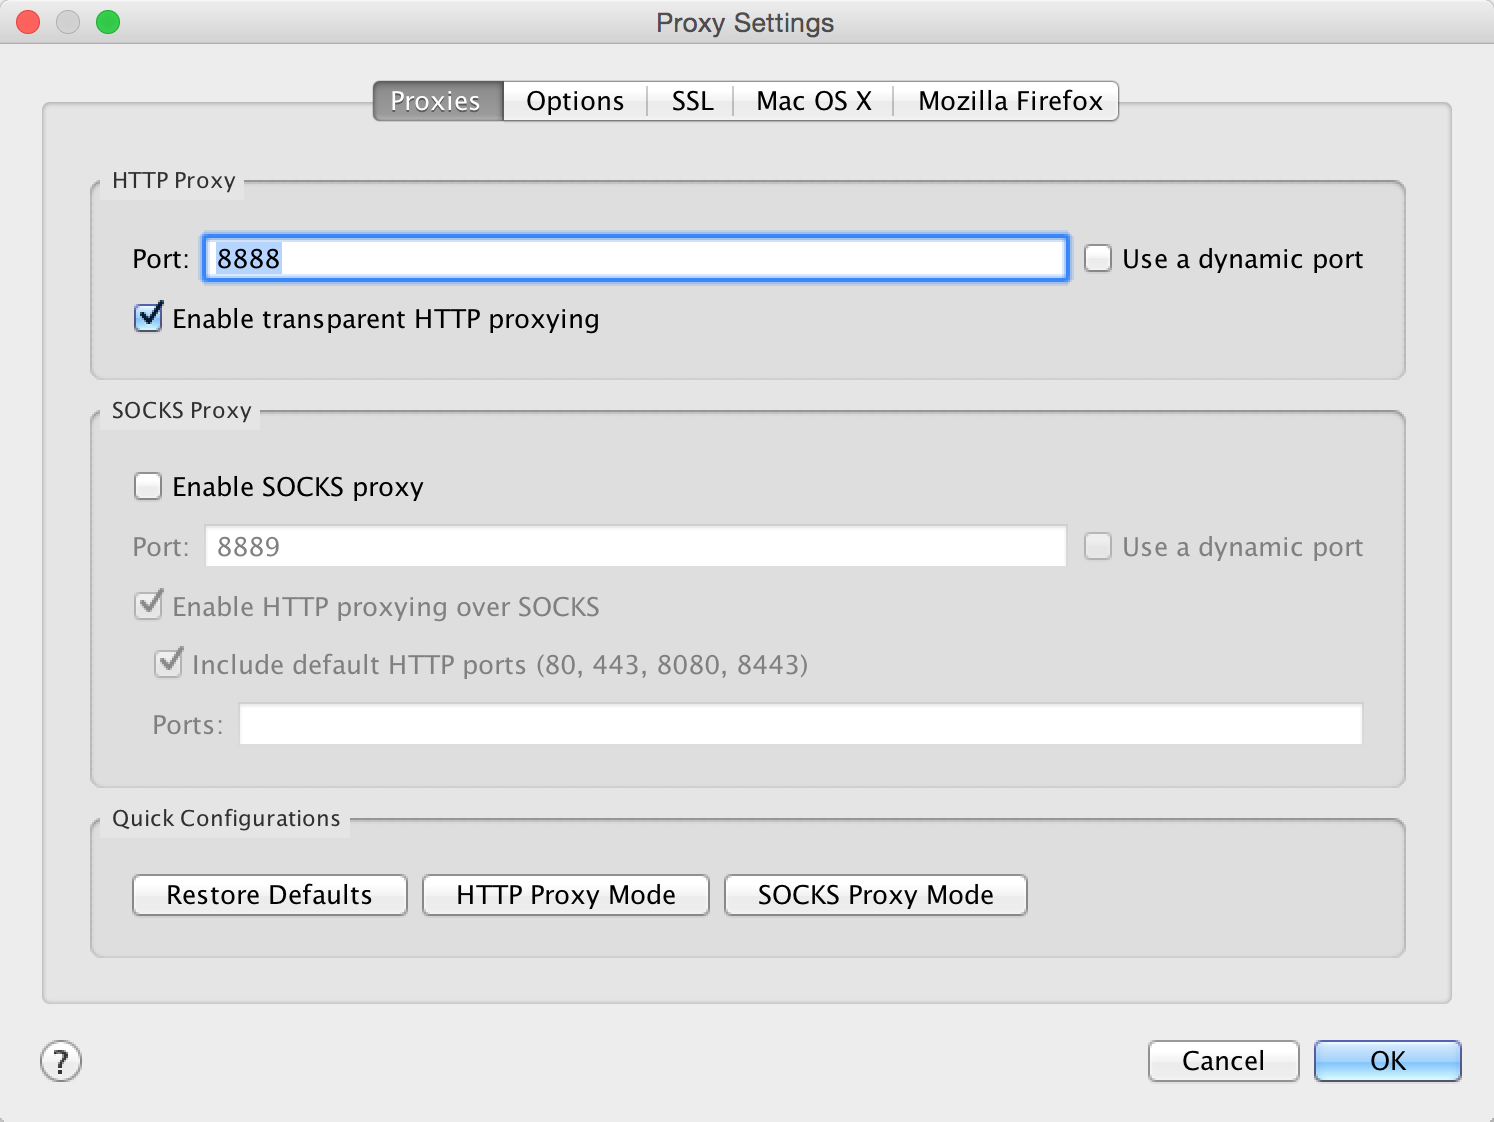 Proxy Settings
Proxies Options SSL Mac OS X Mozilla Firefox
HTTP Proxy
Port: 8888 Use a dynamic port
Enable transparent HTTP proxying
SOCKS Proxy
Enable SOCKS proxy
Port: 8889 Use a dynamic port
Enable HTTP proxying over SOCKS
Include default HTTP ports (80, 443, 8080, 8443)
Ports:
Quick Configurations
Restore Defaults HTTP Proxy Mode SOCKS Proxy Mode
? Cancel OK